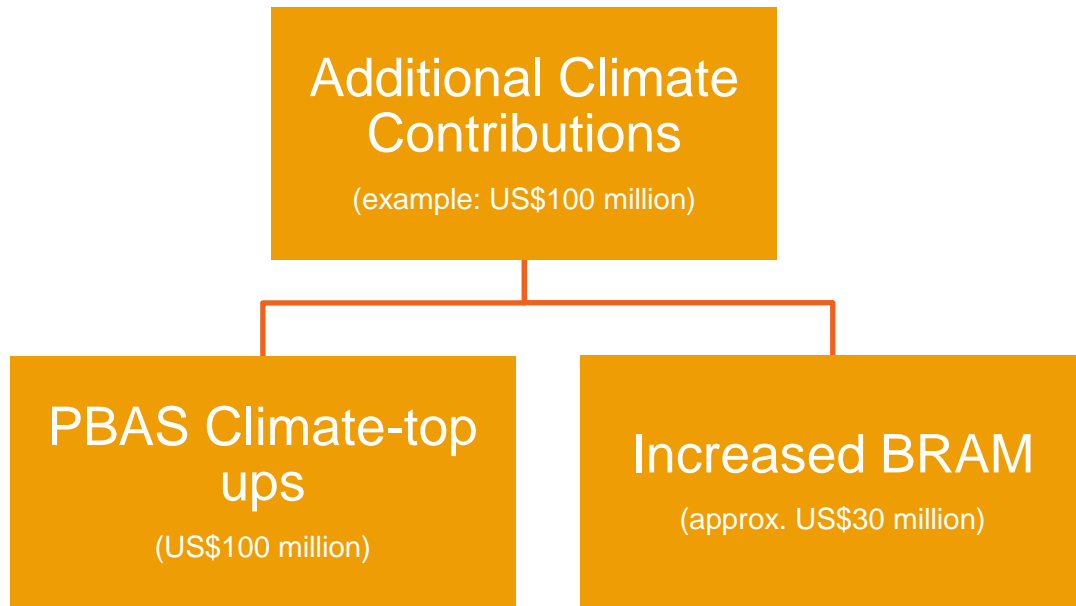 Additional Climate
Contributions
(example: US$100 million)
PBAS Climate-top
ups
(US$100 million)
Increased BRAM
(approx. US$30 million)